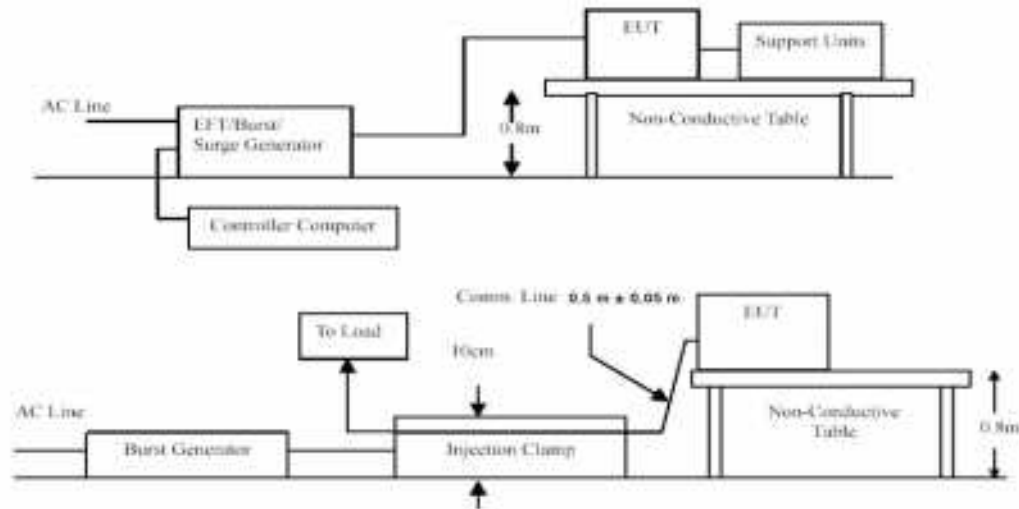 EUT
Support Units
AC Line
EFT/Burst/
Surge Generator
0.8m
Non-Conductive Table
Controller Computer
Comm. Line 0,5 m ± 0,05 m
EUT
To Load
10cm
AC Line
Non-Conductive
Table
0.8m
Burst Generator
Injection Clamp